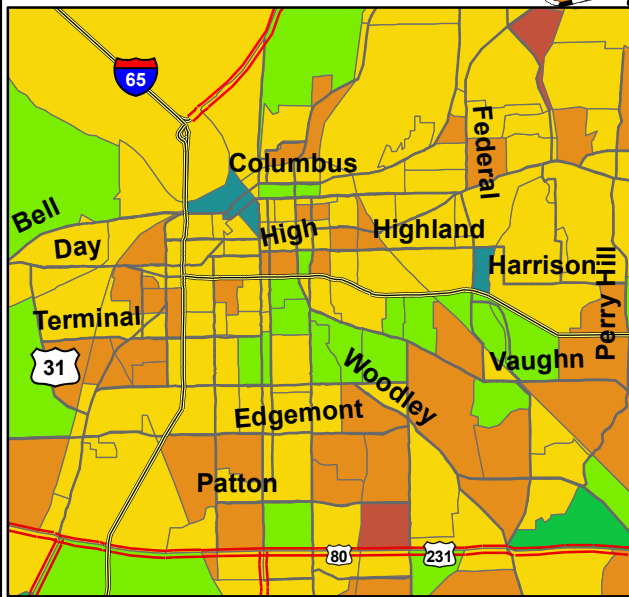 65
Federal
Columbus
Bell
High
Highland
Day
Harrison
Perry Hill
Terminal
31
Woodley
Vaughn
Edgemont
Patton
80
231